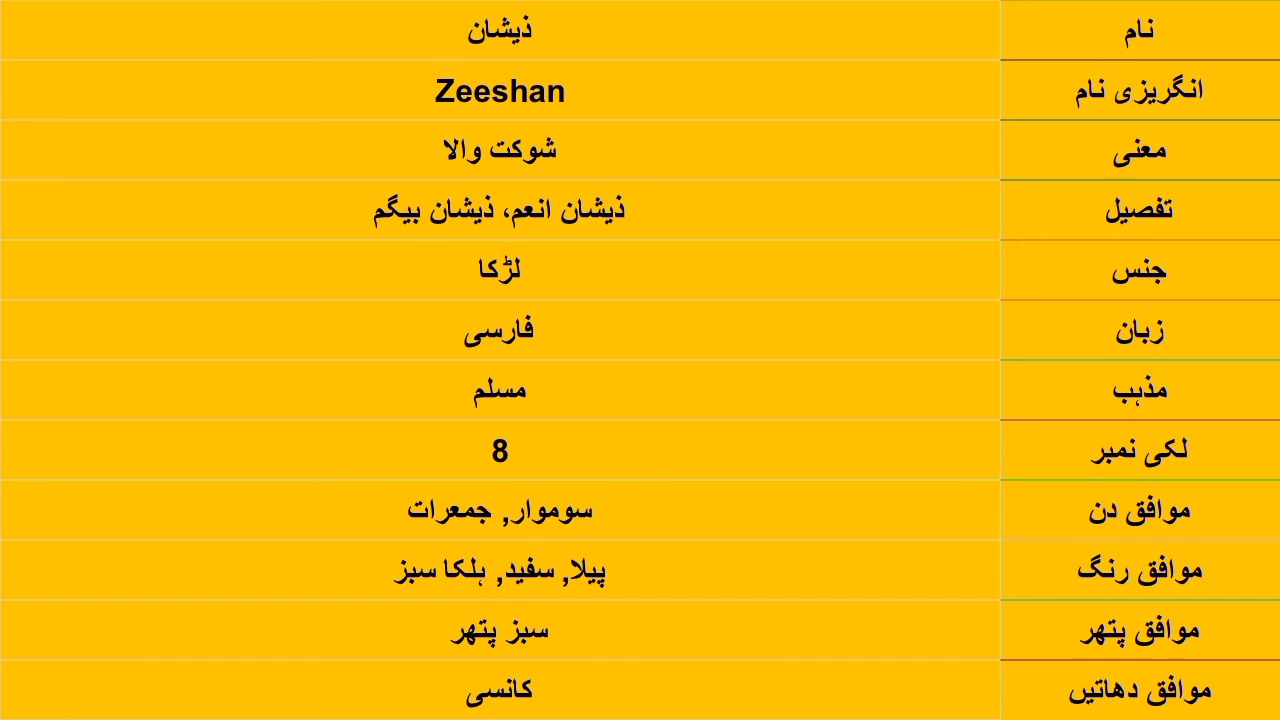 نام ذیشان
انگریزی نام Zeeshan
معنی شوکت والا
تفصیل ذیشان انعم، ذیشان بیگم
جنس لڑکا
زبان فارسی
مذہب مسلم
لکی نمبر 8
موافق دن سوموار, جمعرات
موافق رنگ پیلا, سفید, ہلکا سبز
موافق پتھر سبز پتھر
موافق دھاتیں کانسی